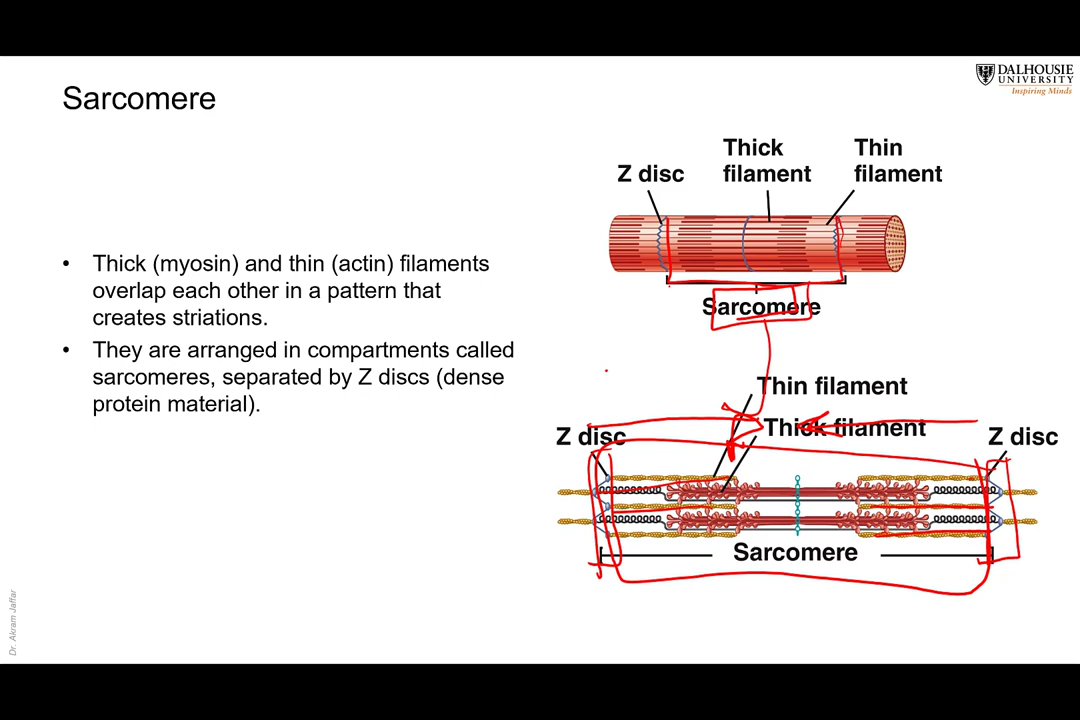 DALHOUSIE
UNIVERSITY
Inspiring Minds
Sarcomere
Thick
filament
Thin
filament
Z disc
Sarcomere
• Thick (myosin) and thin (actin) filaments
overlap each other in a pattern that
creates striations.
• They are arranged in compartments called
sarcomeres, separated by Z discs (dense
protein material).
Thin filament
Thick filament
Z disc
Z disc
Sarcomere
Dr. Akram Jaffar